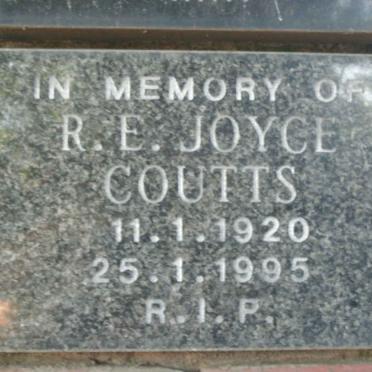 IN MEMORY OF
R. E. JOYCE
COUTTS
11.1.1920
25.1.1995
R.I.P.